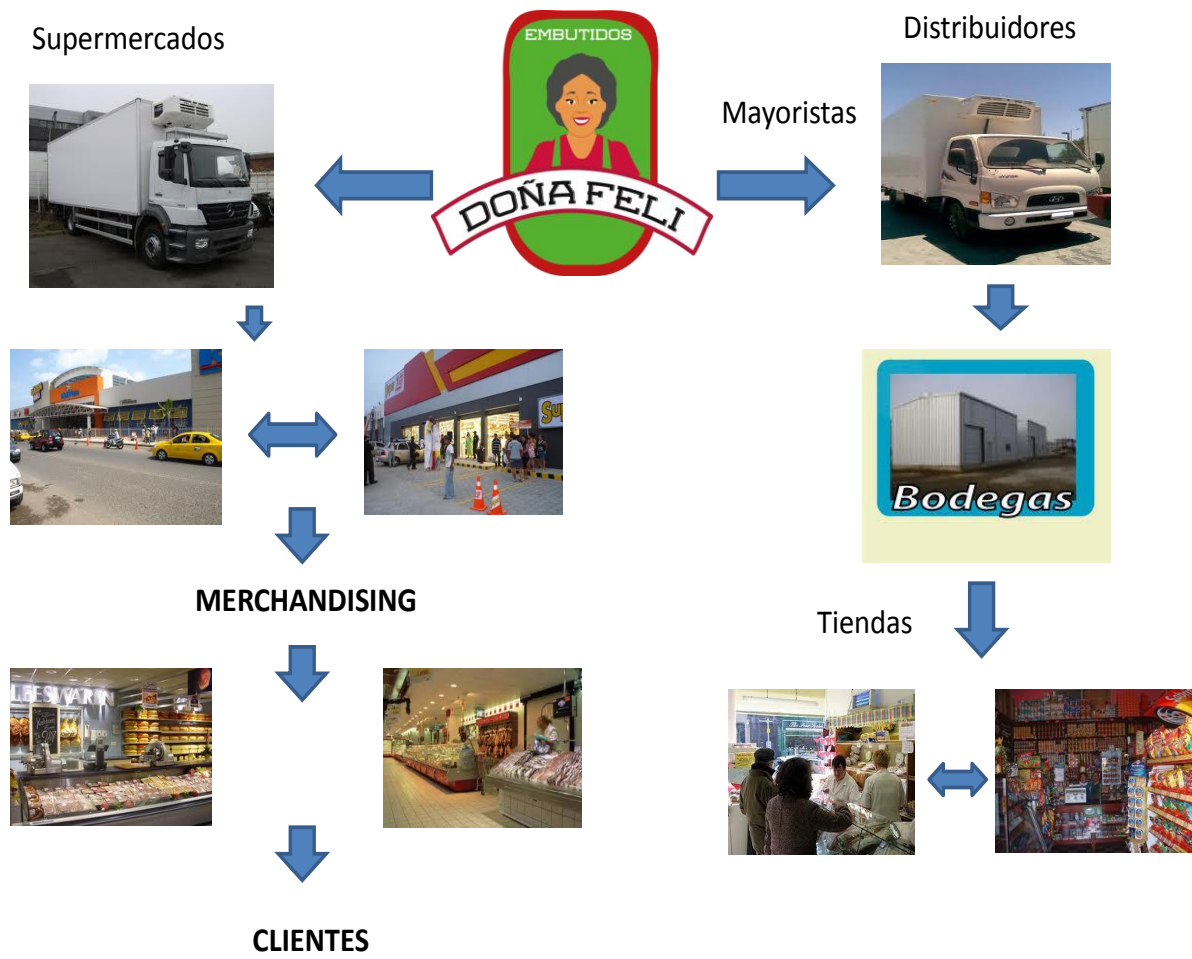 Supermercados
EMBUTIDOS
DOÑA FELI
Distribuidores
Mayoristas
Bodegas
MERCHANDISING
Tiendas
CLIENTES